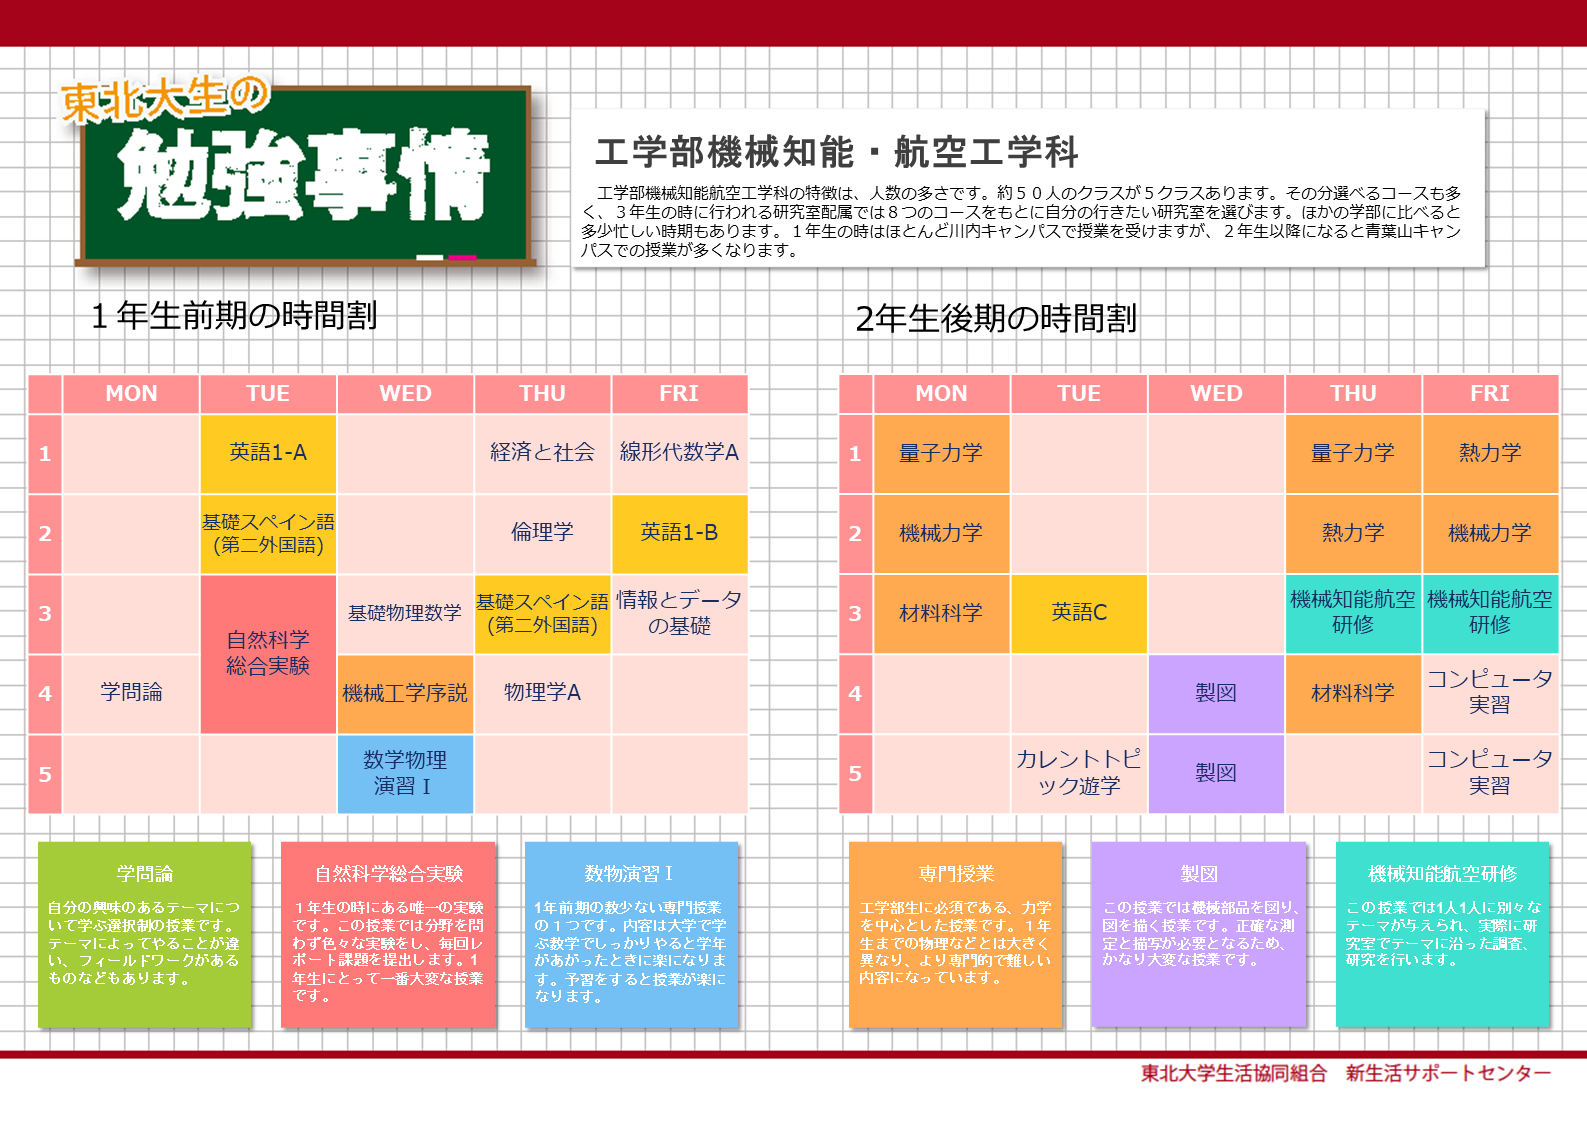 東北大生の
勉強事情
工学部機械知能・航空工学科
工学部機械知能航空工学科の特徴は、人数の多さです。約５０人のクラスが５クラスあります。その分選べるコースも多
く、３年生の時に行われる研究室配属では８つのコースをもとに自分の行きたい研究室を選びます。ほかの学部に比べると
多少忙しい時期もあります。１年生の時はほとんど川内キャンパスで授業を受けますが、２年生以降になると青葉山キャン
パスでの授業が多くなります。
１年生前期の時間割
MON TUE WED THU FRI
1 英語1-A 経済と社会 線形代数学A
2 基礎スペイン語 倫理学 英語1-B
(第二外国語)
3 基礎物理数学 基礎スペイン語 情報とデータ
(第二外国語) の基礎
自然科学
総合実験
4 学問論 機械工学序説 物理学A
5 数学物理
演習Ⅰ
2年生後期の時間割
MON TUE WED THU FRI
1 量子力学 量子力学 熱力学
2 機械力学 熱力学 機械力学
3 材料科学 英語C 機械知能航空 機械知能航空
研修 研修
4 製図 材料科学 コンピュータ
実習
5 カレントトピ 製図 コンピュータ
ック遊学 実習
学問論
自分の興味のあるテーマにつ
いて学ぶ選択制の授業です。
テーマによってやることが違
い、フィールドワークがある
ものなどもあります。
自然科学総合実験
１年生の時にある唯一の実験
です。この授業では分野を問
わず色々な実験をし、毎回レ
ポート課題を提出します。1
年生にとって一番大変な授業
です。
数物演習Ⅰ
1年前期の数少ない専門授業
の１つです。内容は大学で学
ぶ数学でしっかりやると学年
があがったときに楽になりま
す。予習をすると授業が楽に
なります。
専門授業
工学部生に必須である、力学
を中心とした授業です。１年
生までの物理などとは大きく
異なり、より専門的で難しい
内容になっています。
製図
この授業では機械部品を図り、
図を描く授業です。正確な測
定と描写が必要となるため、
かなり大変な授業です。
機械知能航空研修
この授業では1人1人に別々な
テーマが与えられ、実際に研
究室でテーマに沿った調査、
研究を行います。
東北大学生活協同組合　新生活サポートセンター